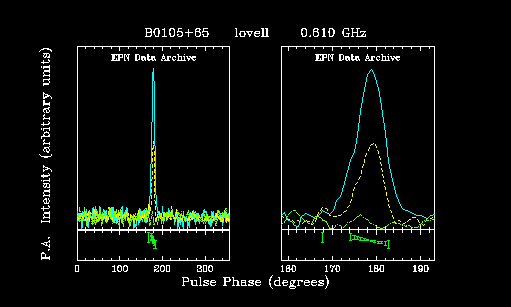 B0105+65 lovell 0.610 GHz
EPN Data Archive EPN Data Archive
P.A. Intensity (arbitrary units)
0 100 200 300 160 170 180 190
Pulse Phase (degrees)